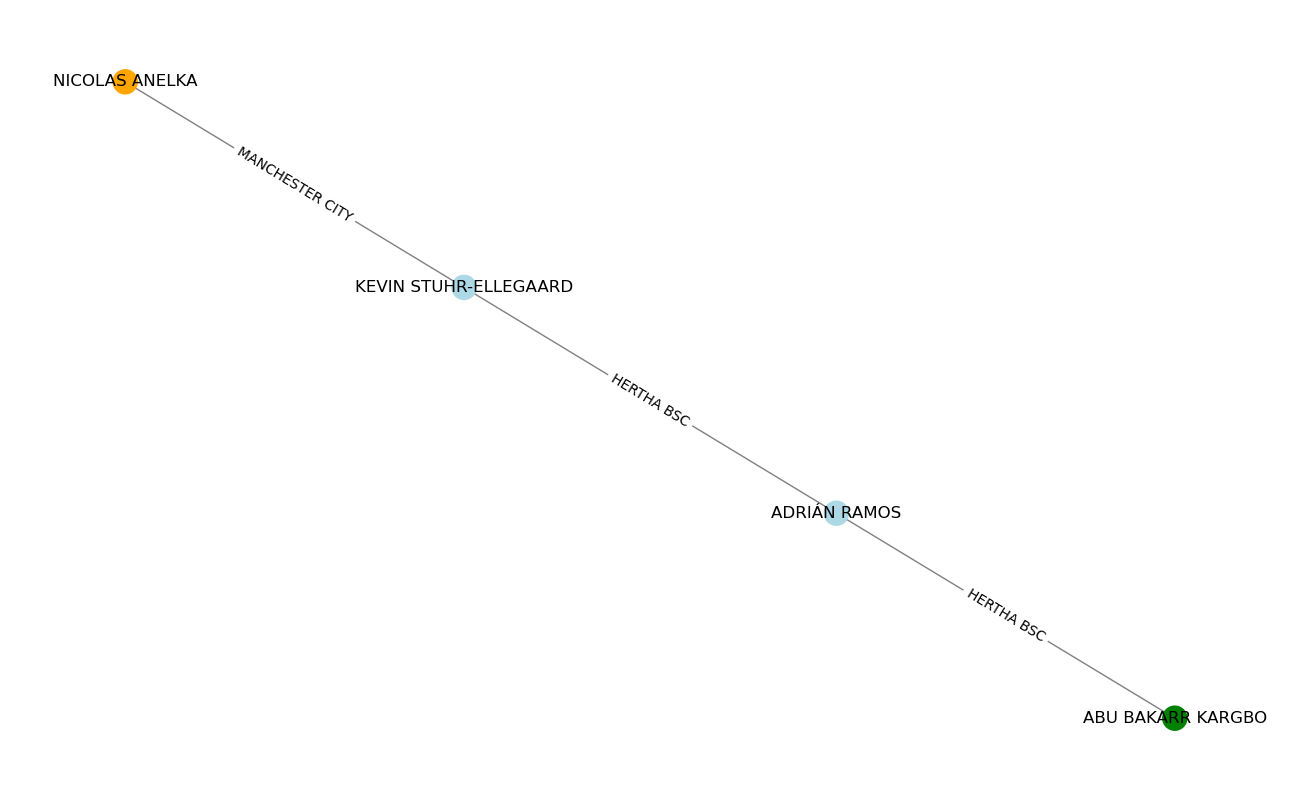 NICOLAS ANELKA
MANCHESTER CITY
KEVIN STUHR-ELLEGAARD
HERTHA BSC
ADRIÁN RAMOS
HERTHA BSC
ABU BAKARR KARGBO